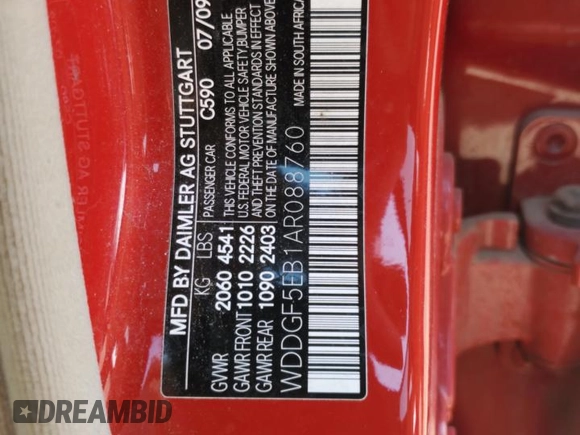 MFD BY DAIMLER AG STUTTGART
KG LBS PASSENGER CAR C590 07/09
GVWR 2060 4541
GAWR FRONT 1010 2226
GAWR REAR 1090 2403
THIS VEHICLE CONFORMS TO ALL APPLICABLE
U.S. FEDERAL MOTOR VEHICLE SAFETY, BUMPER
AND THEFT PREVENTION STANDARDS IN EFFECT
ON THE DATE OF MANUFACTURE SHOWN ABOVE
WDDGF5EB1AR088760
MADE IN SOUTH AFRICA
DREAMBID